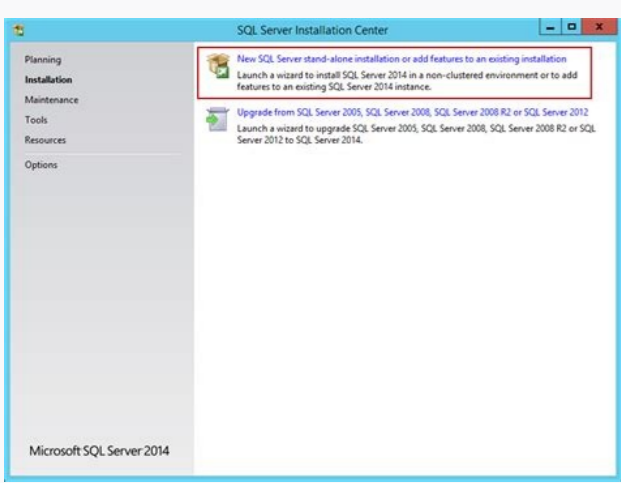 SQL Server Installation Center
Planning
Installation
Maintenance
Tools
Resources
Options
New SQL Server stand-alone installation or add features to an existing installation
Launch a wizard to install SQL Server 2014 in a non-clustered environment or to add
features to an existing SQL Server 2014 instance.
Upgrade from SQL Server 2005, SQL Server 2008, SQL Server 2008 R2 or SQL Server 2012
Launch a wizard to upgrade SQL Server 2005, SQL Server 2008, SQL Server 2008 R2 or SQL
Server 2012 to SQL Server 2014.
Microsoft SQL Server 2014